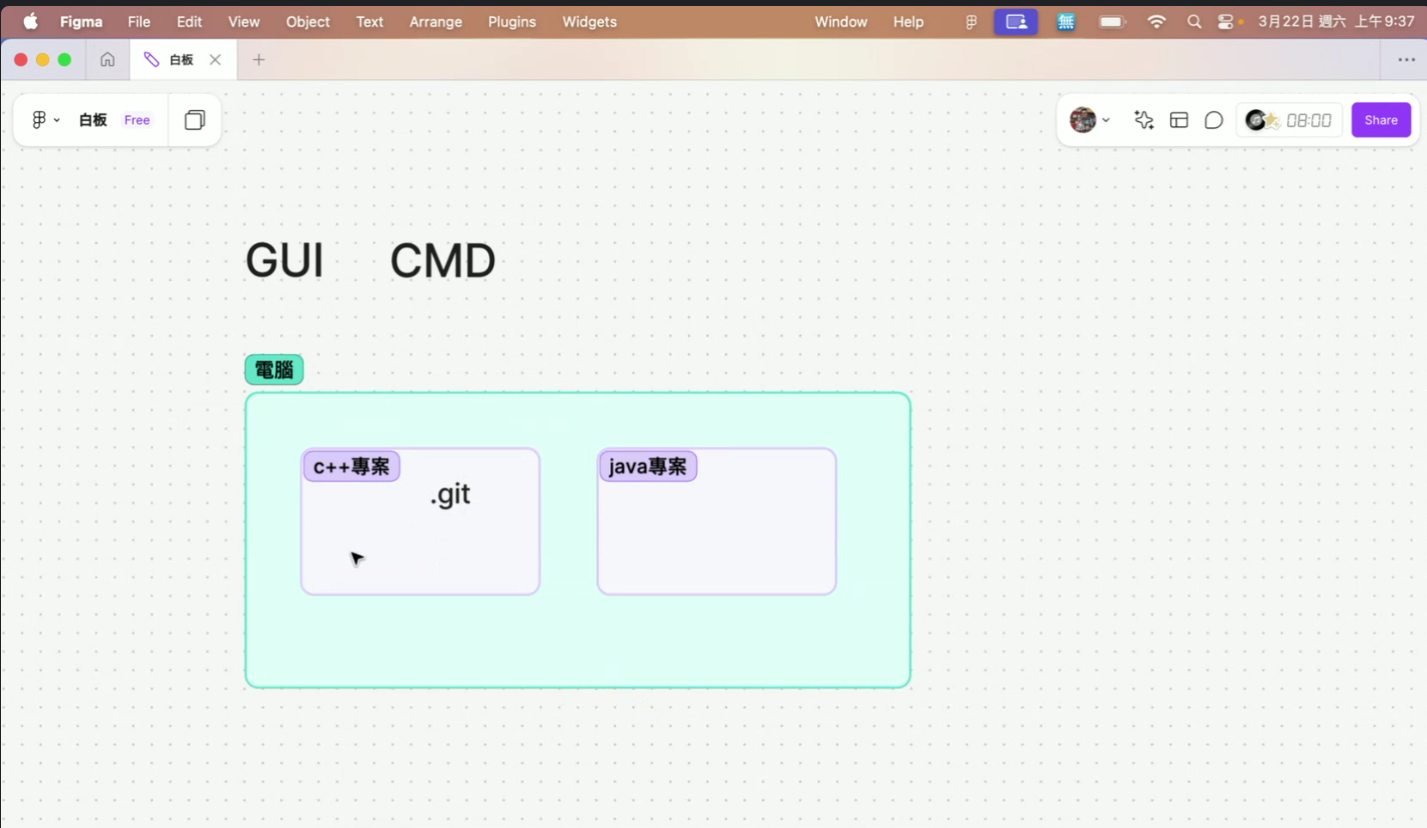 Figma File Edit View Object Text Arrange Plugins Widgets Window Help 無 3月22日 週六 上午9:37
白板
白板 Free 08:00 Share
GUI CMD
電腦
c++專案 java專案
.git